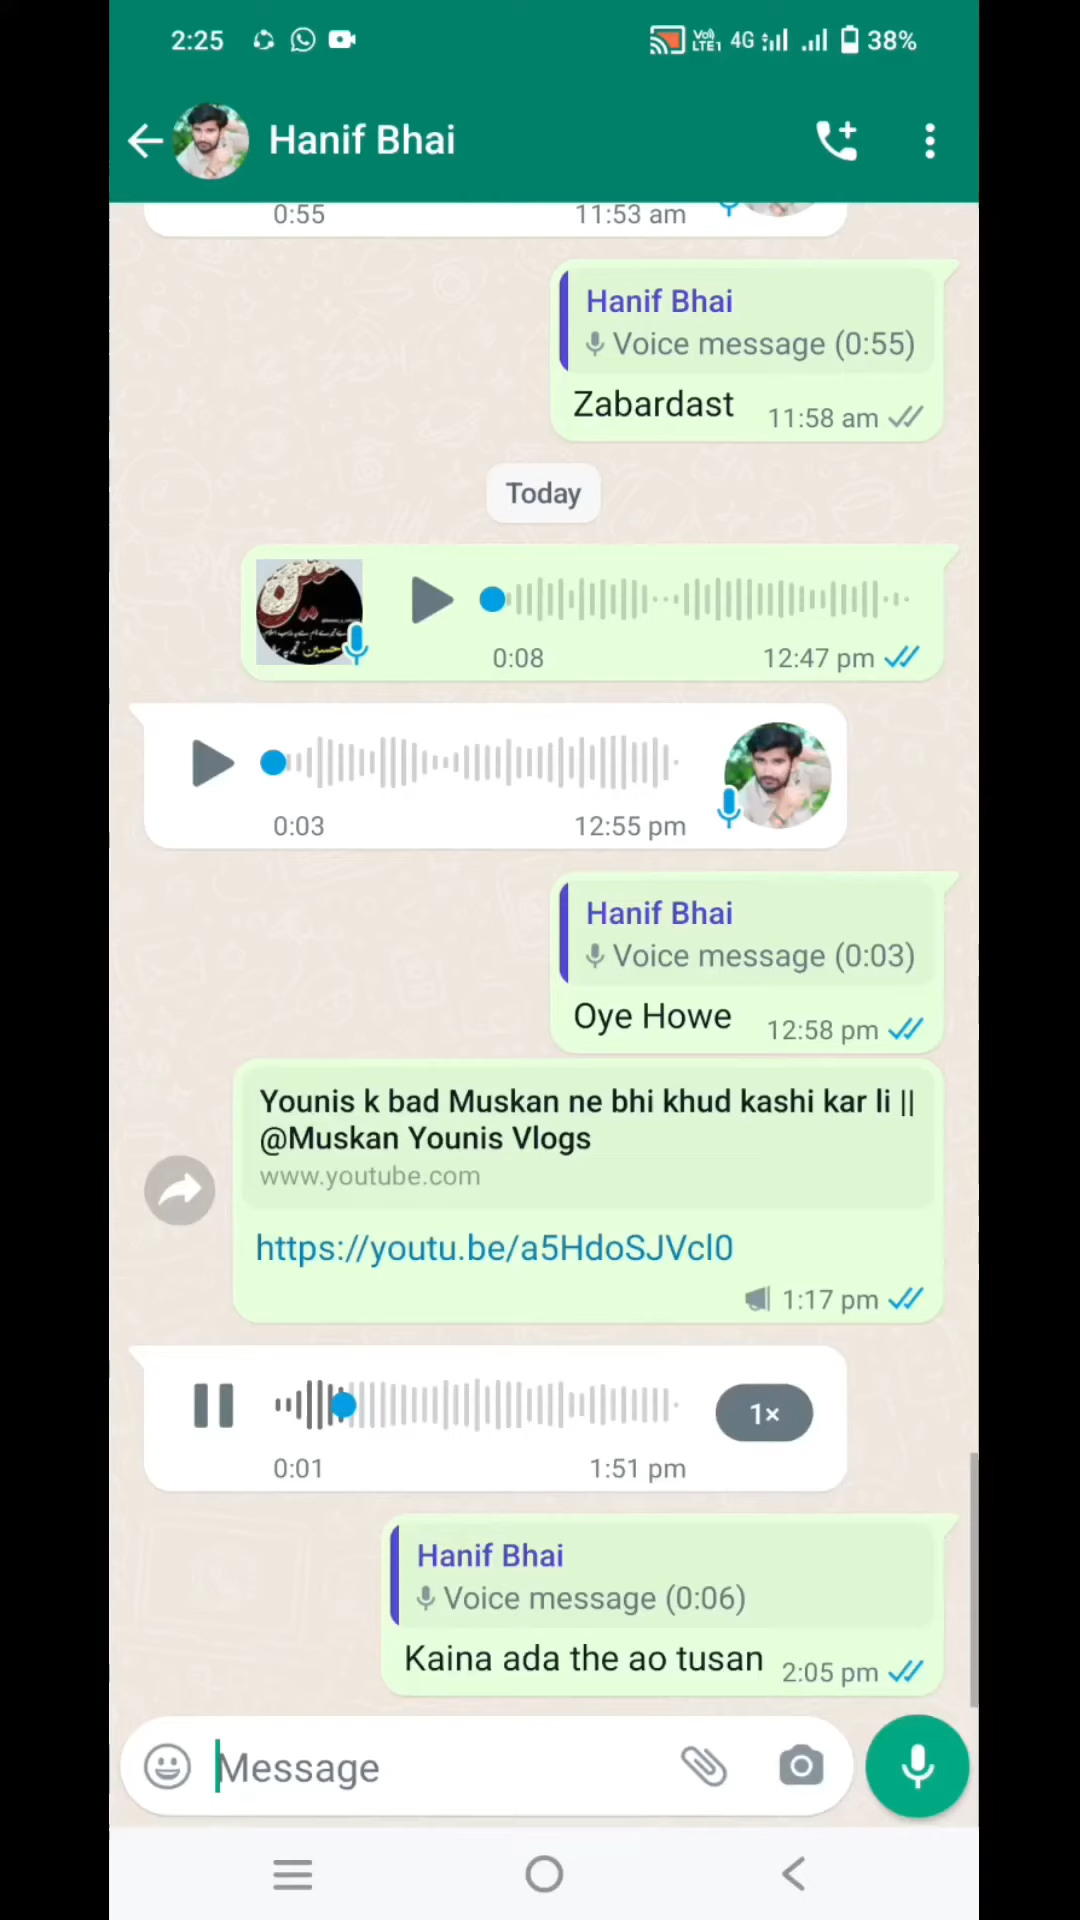 2:25
Vo)) LTE1 4G 38%
Hanif Bhai
0:55 11:53 am
Hanif Bhai
Voice message (0:55)
Zabardast 11:58 am
Today
0:08 12:47 pm
0:03 12:55 pm
Hanif Bhai
Voice message (0:03)
Oye Howe 12:58 pm
Younis k bad Muskan ne bhi khud kashi kar li ||
@Muskan Younis Vlogs
www.youtube.com
https://youtu.be/a5HdoSJVcl0
1:17 pm
1×
0:01 1:51 pm
Hanif Bhai
Voice message (0:06)
Kaina ada the ao tusan 2:05 pm
Message